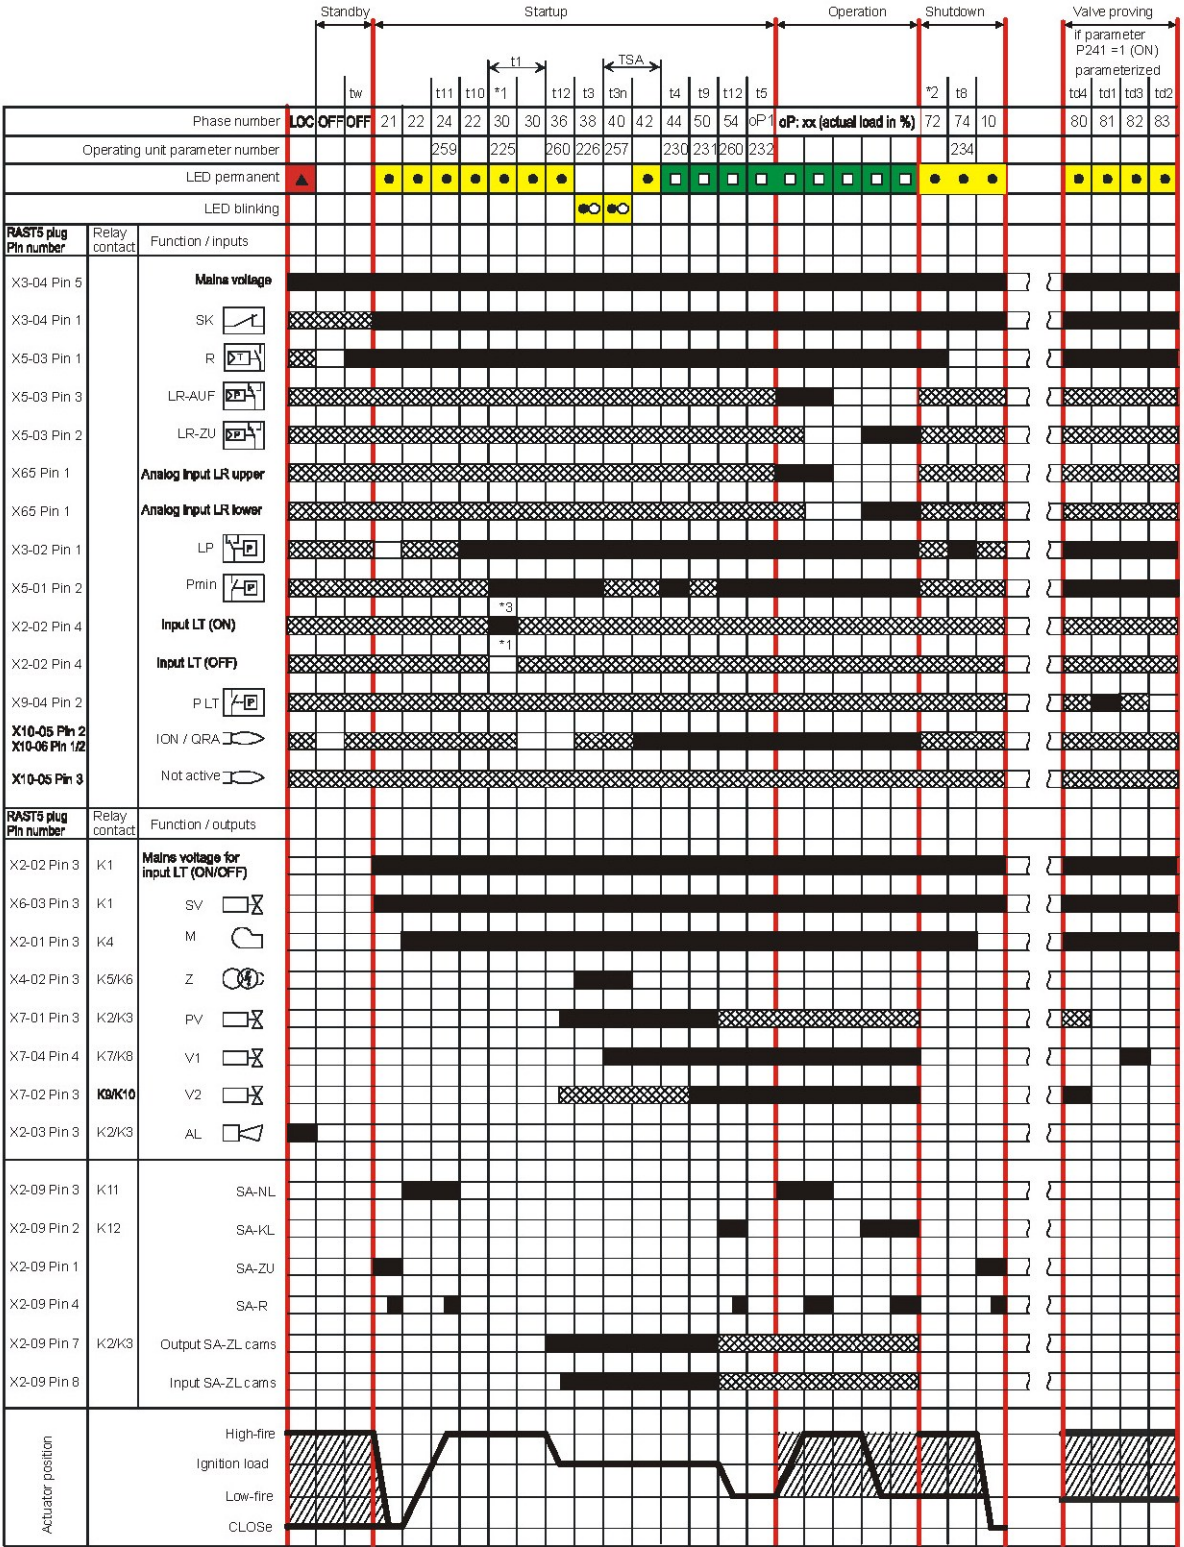 Standby Startup Operation Shutdown Valve proving
if parameter
P241 =1 (ON)
parameterized
t1 TSA
tw t11 t10 *1 t12 t3 t3n t4 t9 t12 t5 *2 t8 td4 td1 td3 td2
Phase number LOC OFF OFF 21 22 24 22 30 30 36 38 40 42 44 50 54 oP1 oP: xx (actual load in %) 72 74 10 80 81 82 83
Operating unit parameter number 259 225 260 226 257 230 231 260 232 234
LED permanent
LED blinking
RAST5 plug Pin number Relay contact Function / inputs
X3-04 Pin 5 Mains voltage
X3-04 Pin 1 SK
X5-03 Pin 1 R
X5-03 Pin 3 LR-AUF
X5-03 Pin 2 LR-ZU
X65 Pin 1 Analog Input LR upper
X65 Pin 1 Analog Input LR lower
X3-02 Pin 1 LP P
X5-01 Pin 2 Pmin P
*3
X2-02 Pin 4 Input LT (ON)
*1
X2-02 Pin 4 Input LT (OFF)
X9-04 Pin 2 P LT P
X10-05 Pin 2
X10-06 Pin 1/2 ION / QRA
X10-05 Pin 3 Not active
RAST5 plug Pin number Relay contact Function / outputs
X2-02 Pin 3 K1 Mains voltage for input LT (ON/OFF)
X6-03 Pin 3 K1 SV
X2-01 Pin 3 K4 M
X4-02 Pin 3 K5/K6 Z
X7-01 Pin 3 K2/K3 PV
X7-04 Pin 4 K7/K8 V1
X7-02 Pin 3 K9/K10 V2
X2-03 Pin 3 K2/K3 AL
X2-09 Pin 3 K11 SA-NL
X2-09 Pin 2 K12 SA-KL
X2-09 Pin 1 SA-ZU
X2-09 Pin 4 SA-R
X2-09 Pin 7 K2/K3 Output SA-ZL cams
X2-09 Pin 8 Input SA-ZL cams
Actuator position
High-fire
Ignition load
Low-fire
CLOSe